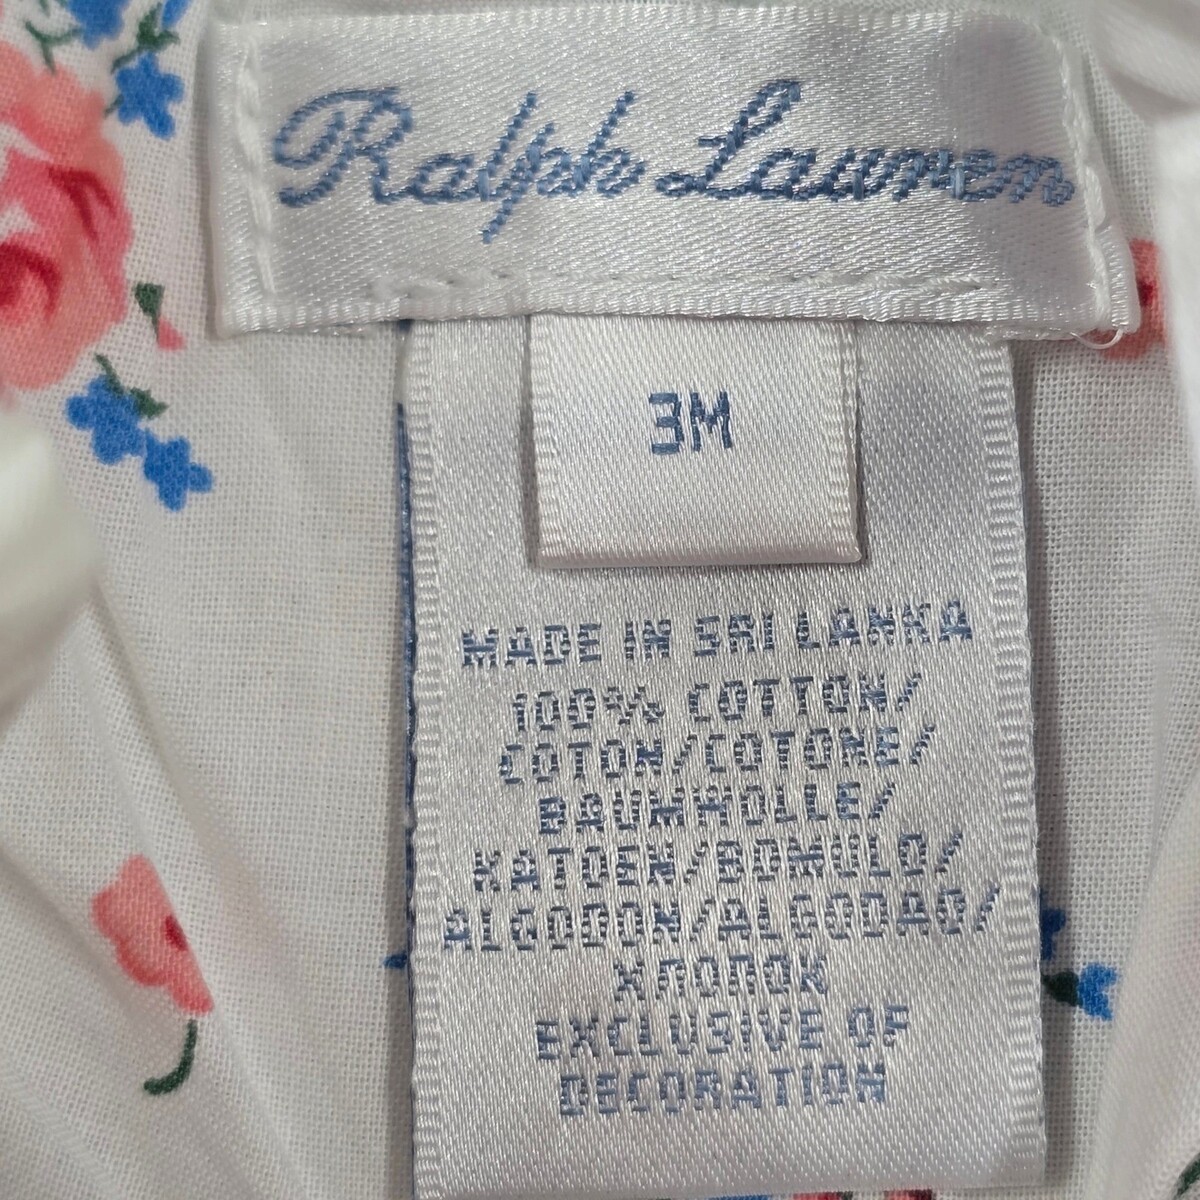 Ralph Lauren
3M
MADE IN SRI LANKA
100% COTTON/
COTON/COTONE/
BAUMWOLLE/
KATOEN/BOMULD/
ALGODON/ALGODAO/
ХЛОПОК
EXCLUSIVE OF
DECORATION